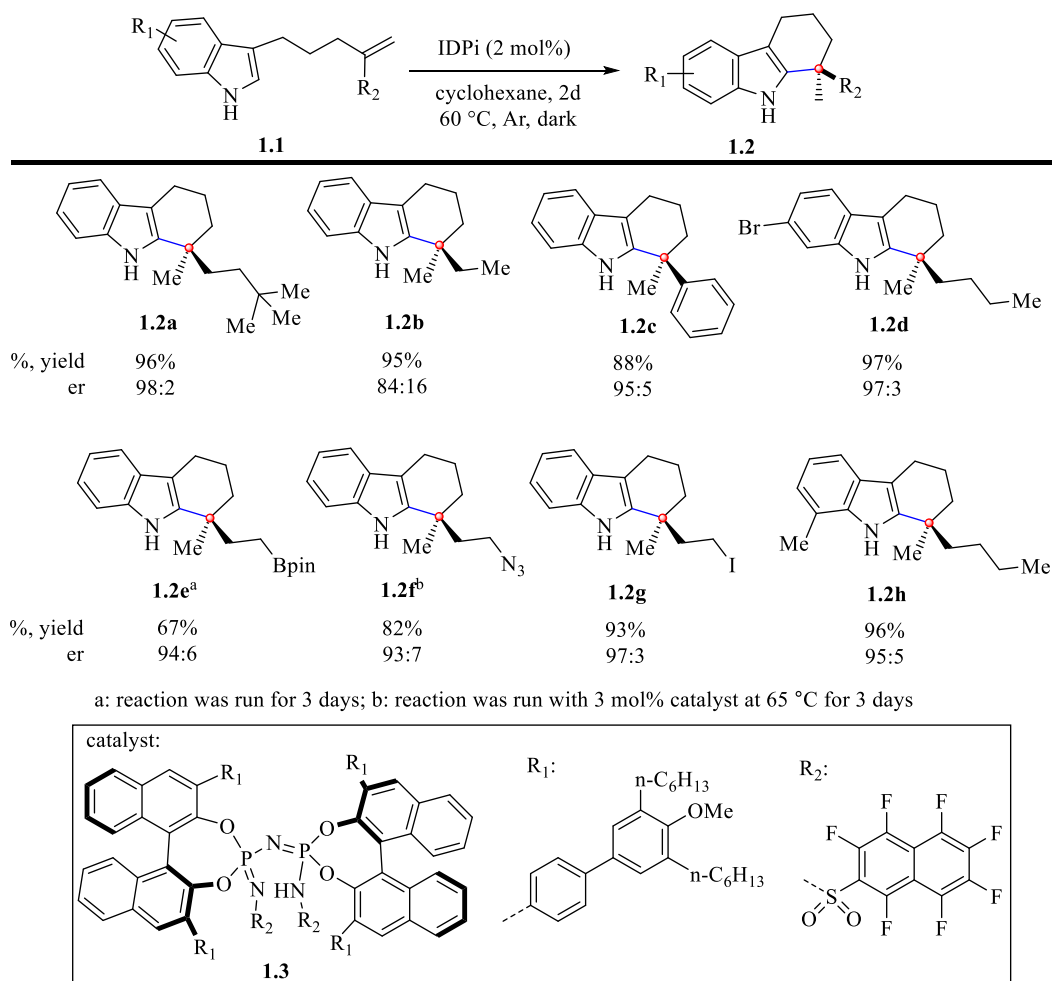 R1
N
H
R2
1.1
IDPi (2 mol%)
cyclohexane, 2d
60 °C, Ar, dark
R1
N
H
R2
1.2
N
H
Me
Me
Me
Me
1.2a
N
H
Me
Me
1.2b
N
H
Me
1.2c
Br
N
H
Me
Me
1.2d
%, yield 96% 95% 88% 97%
er 98:2 84:16 95:5 97:3
N
H
Me
Bpin
1.2eᵃ
N
H
Me
N3
1.2fᵇ
N
H
Me
I
1.2g
Me
N
H
Me
Me
1.2h
%, yield 67% 82% 93% 96%
er 94:6 93:7 97:3 95:5
a: reaction was run for 3 days; b: reaction was run with 3 mol% catalyst at 65 °C for 3 days
catalyst:
R1 R1
O N O
P P
O N HN O
R2 R2
R1 R1
1.3
R1:
n-C6H13
OMe
n-C6H13
R2:
F F
F F
S F
O O F F